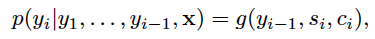 p(y_i|y_1, . . . , y_{i−1}, x) = g(y_{i−1}, s_i, c_i),